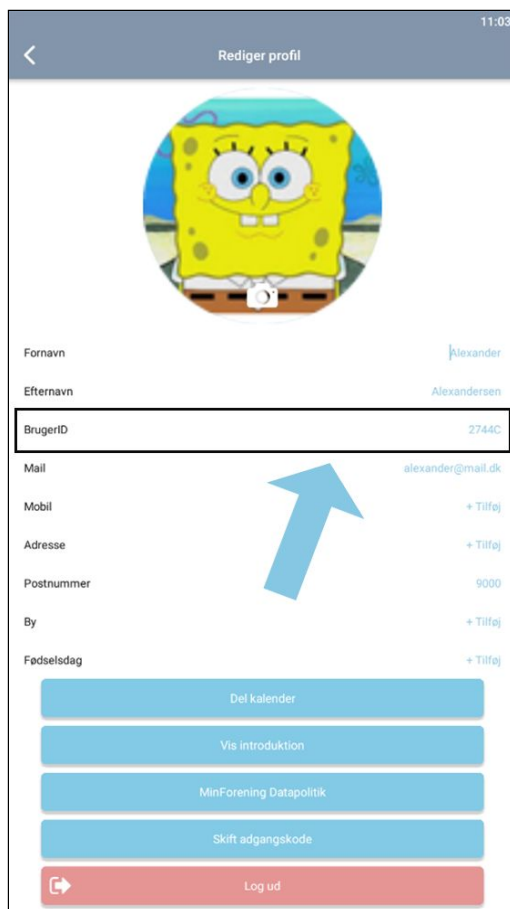 11:03
Rediger profil
Fornavn Alexander
Efternavn Alexandersen
BrugerID 2744C
Mail alexander@mail.dk
Mobil + Tilføj
Adresse + Tilføj
Postnummer 9000
By + Tilføj
Fødselsdag + Tilføj
Del kalender
Vis introduktion
MinForening Datapolitik
Skift adgangskode
Log ud